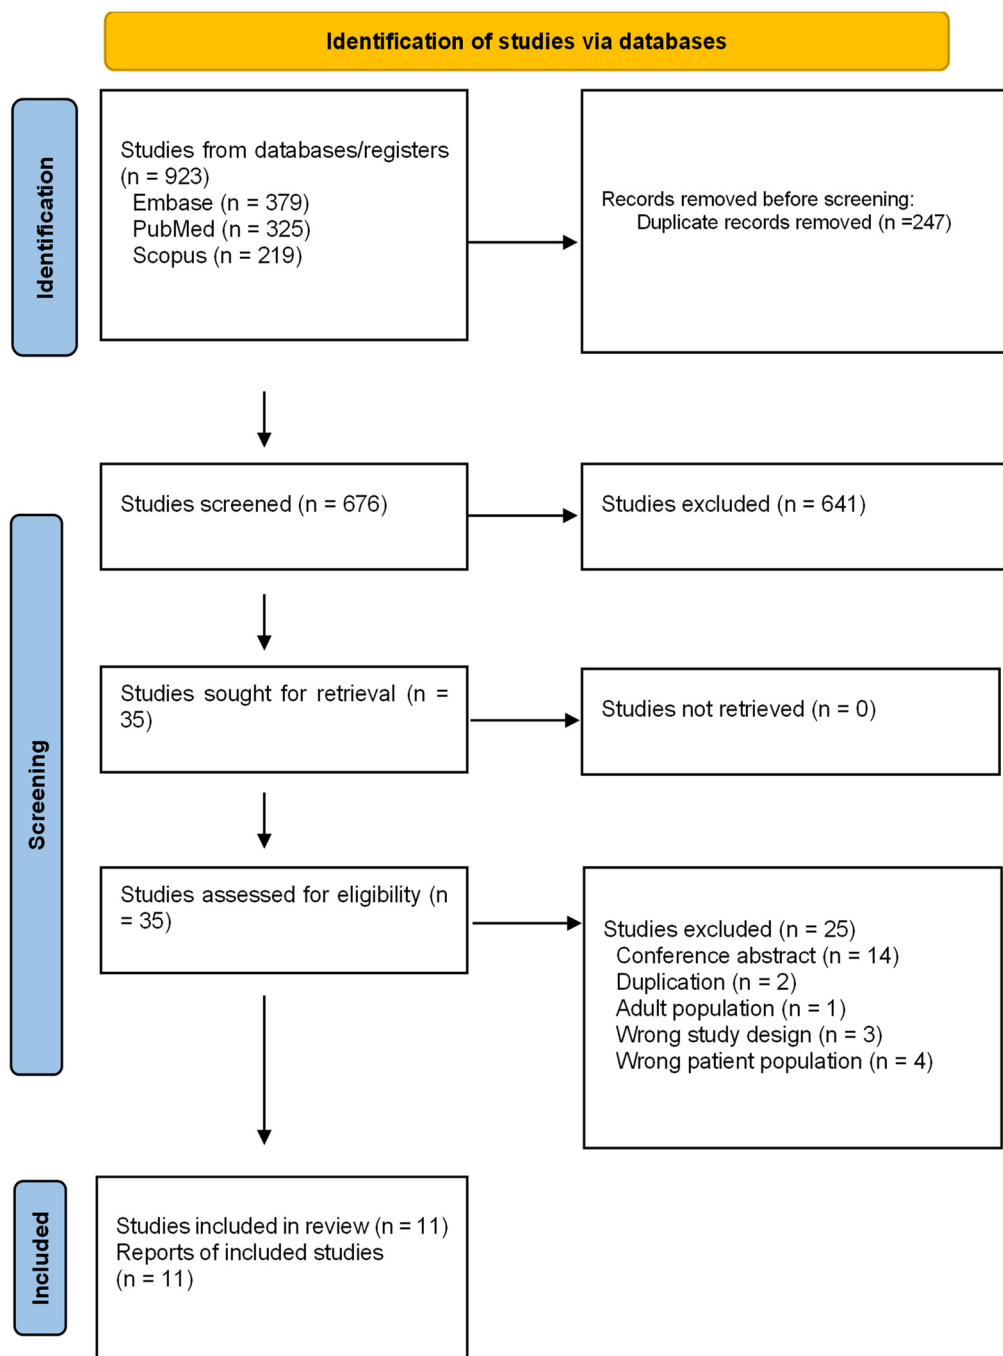 Identification of studies via databases
Identification
Studies from databases/registers
(n = 923)
Embase (n = 379)
PubMed (n = 325)
Scopus (n = 219)
Records removed before screening:
Duplicate records removed (n =247)
Screening
Studies screened (n = 676)
Studies excluded (n = 641)
Studies sought for retrieval (n =
35)
Studies not retrieved (n = 0)
Studies assessed for eligibility (n
= 35)
Studies excluded (n = 25)
Conference abstract (n = 14)
Duplication (n = 2)
Adult population (n = 1)
Wrong study design (n = 3)
Wrong patient population (n = 4)
Included
Studies included in review (n = 11)
Reports of included studies
(n = 11)